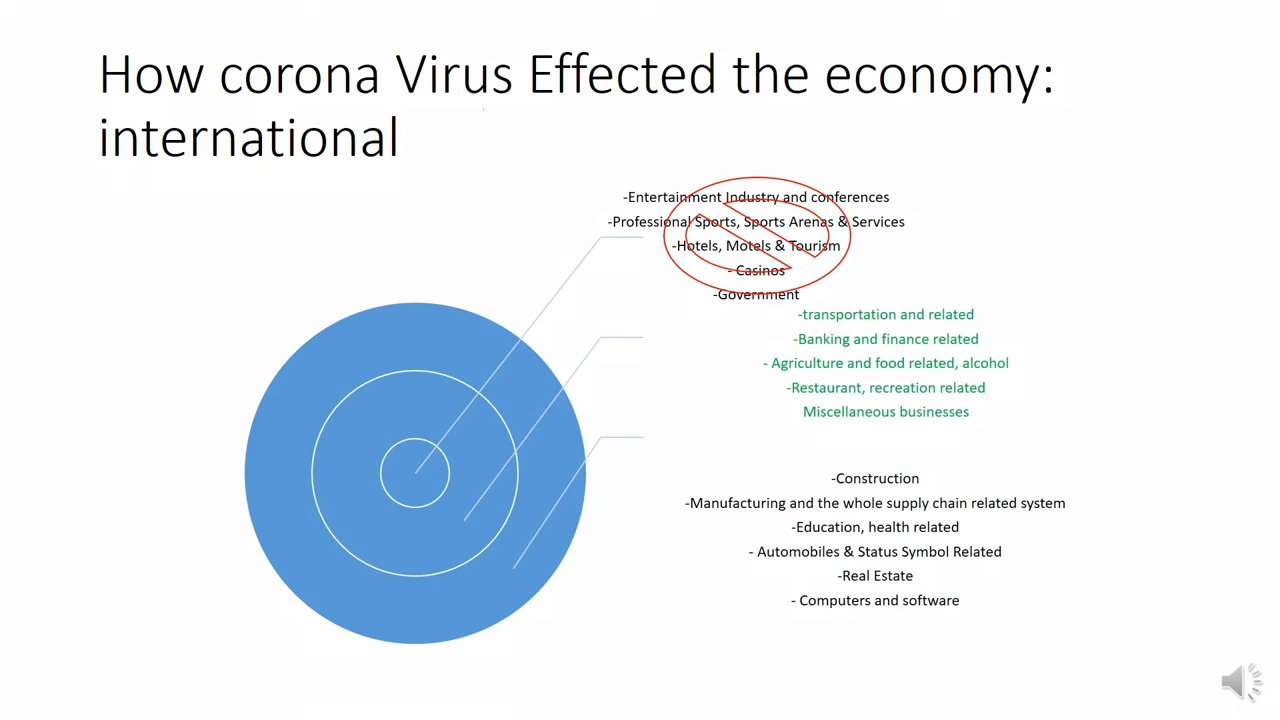 How corona Virus Effected the economy:
international
-Entertainment Industry and conferences
-Professional Sports, Sports Arenas & Services
-Hotels, Motels & Tourism
- Casinos
-Government
-transportation and related
-Banking and finance related
- Agriculture and food related, alcohol
-Restaurant, recreation related
Miscellaneous businesses
-Construction
-Manufacturing and the whole supply chain related system
-Education, health related
- Automobiles & Status Symbol Related
-Real Estate
- Computers and software